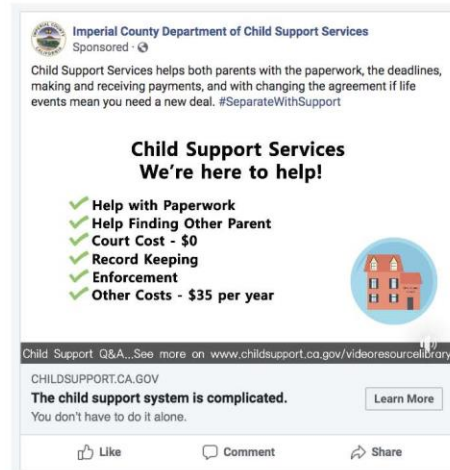 Imperial County Department of Child Support Services
Sponsored ·
Child Support Services helps both parents with the paperwork, the deadlines,
making and receiving payments, and with changing the agreement if life
events mean you need a new deal. #SeparateWithSupport
Child Support Services
We're here to help!
Help with Paperwork
Help Finding Other Parent
Court Cost - $0
Record Keeping
Enforcement
Other Costs - $35 per year
Child Support Q&A...See more on www.childsupport.ca.gov/videoresourcelibrary
CHILDSUPPORT.CA.GOV
The child support system is complicated.
You don't have to do it alone.
Learn More
Like
Comment
Share